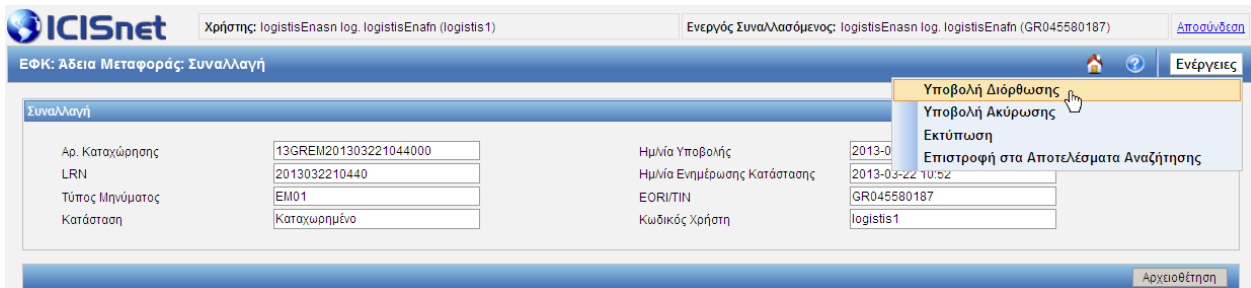 ICISnet Χρήστης: logistisEnasn log. logistisEnafn (logistis1) Ενεργός Συναλλασόμενος: logistisEnasn log. logistisEnafn (GR045580187) Αποσύνδεση
ΕΦΚ: Άδεια Μεταφοράς: Συναλλαγή Ενέργειες
Υποβολή Διόρθωσης
Συναλλαγή Υποβολή Ακύρωσης
Εκτύπωση
Αρ. Καταχώρησης 13GREM201303221044000 Ημ/νία Υποβολής 2013-0 Επιστροφή στα Αποτελέσματα Αναζήτησης
LRN 2013032210440 Ημ/νία Ενημέρωσης Κατάστασης 2013-03-22 10:52
Τύπος Μηνύματος EM01 EORI/TIN GR045580187
Κατάσταση Καταχωρημένο Κωδικός Χρήστη logistis1
Αρχειοθέτηση